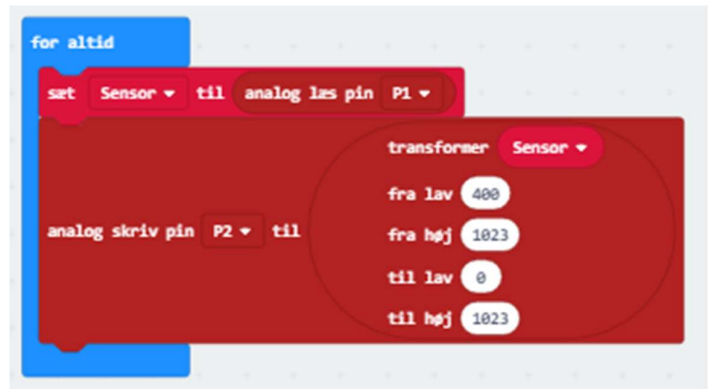 for altid
sæt Sensor til analog læs pin P1
transformer Sensor
fra lav 400
analog skriv pin P2 til fra høj 1023
til lav 0
til høj 1023